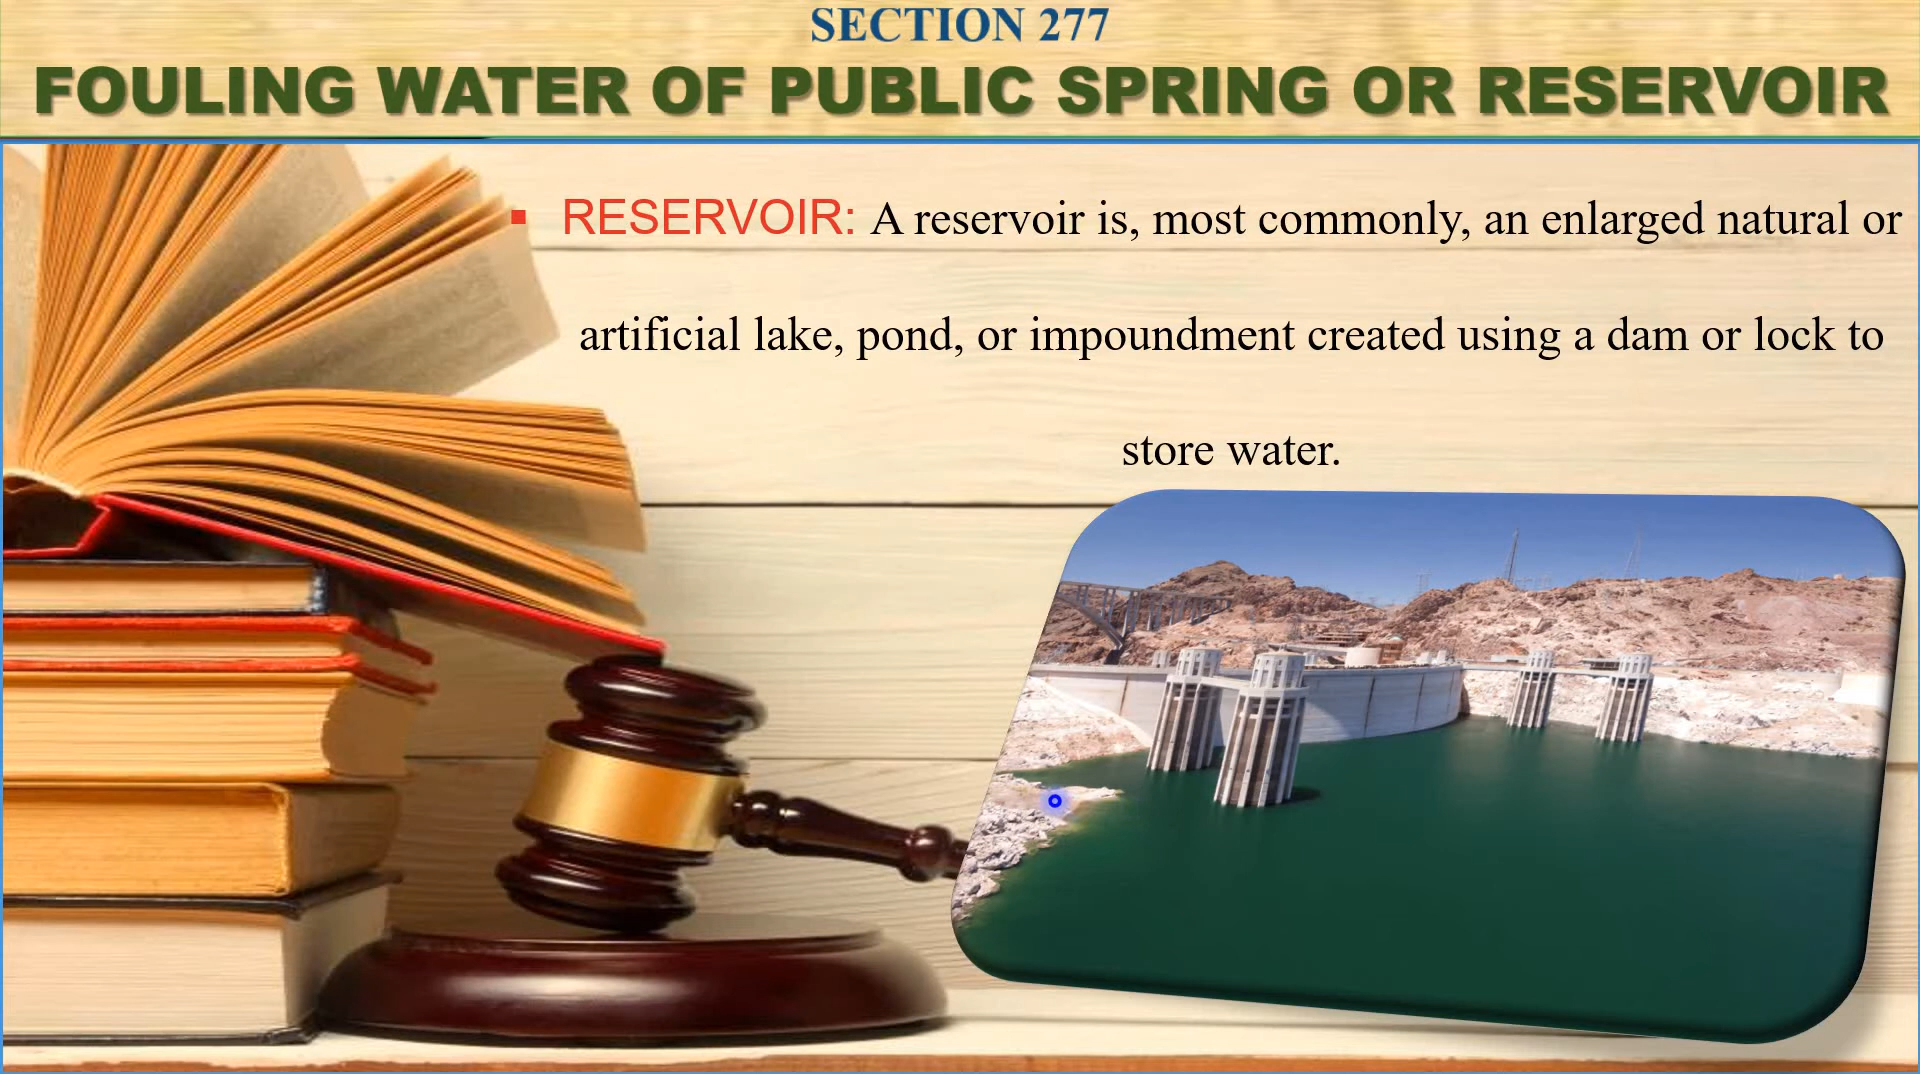 SECTION 277
FOULING WATER OF PUBLIC SPRING OR RESERVOIR
▪ RESERVOIR: A reservoir is, most commonly, an enlarged natural or
artificial lake, pond, or impoundment created using a dam or lock to
store water.